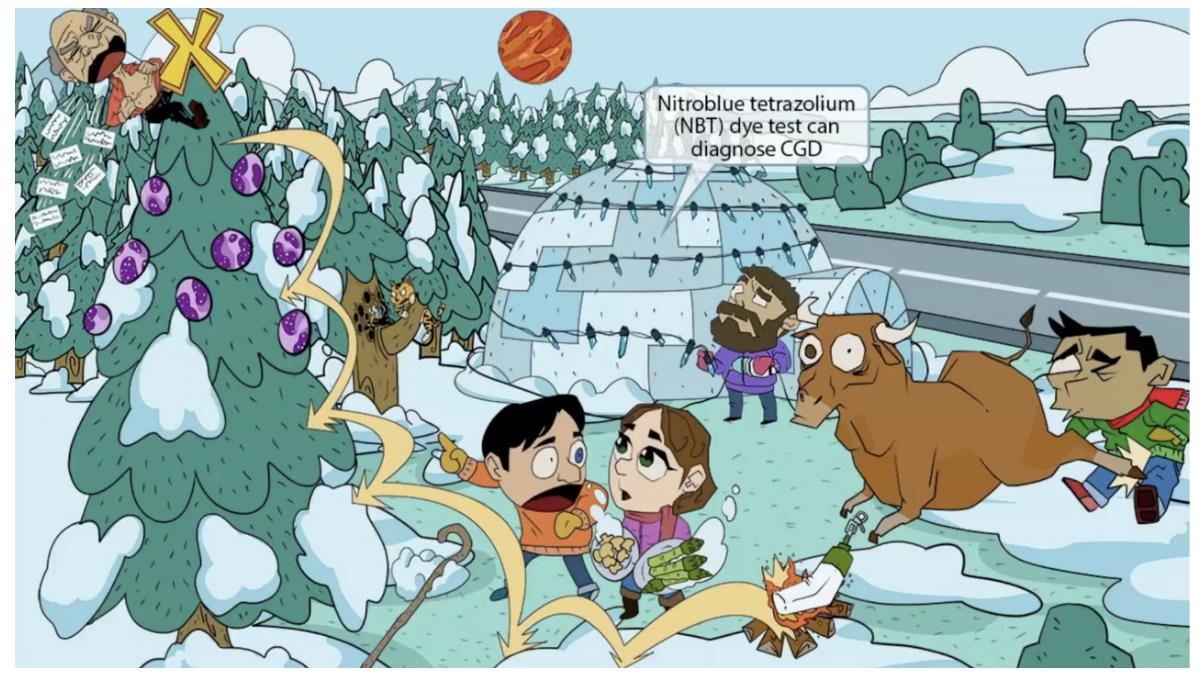 X
Nitroblue tetrazolium
(NBT) dye test can
diagnose CGD